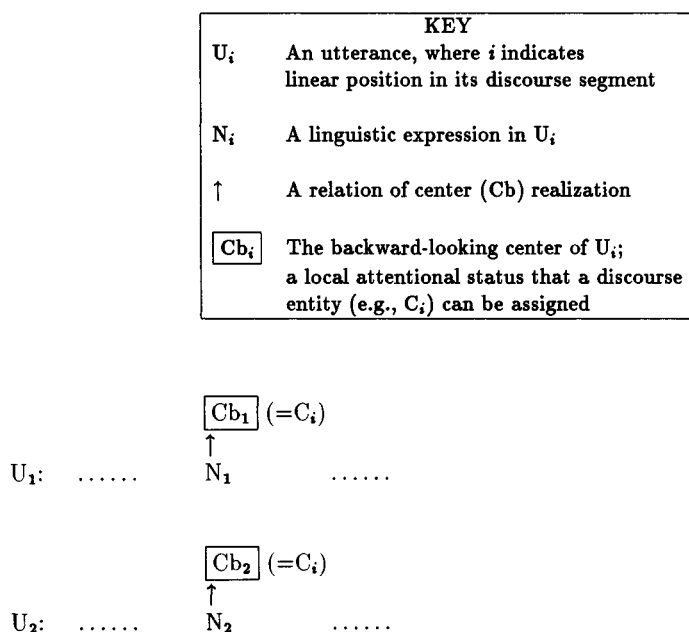 KEY
Uᵢ An utterance, where i indicates
linear position in its discourse segment
Nᵢ A linguistic expression in Uᵢ
↑ A relation of center (Cb) realization
Cbᵢ The backward-looking center of Uᵢ;
a local attentional status that a discourse
entity (e.g., Cᵢ) can be assigned
Cb₁ (=Cᵢ)
↑
U₁: ...... N₁ ......
Cb₂ (=Cᵢ)
↑
U₂: ...... N₂ ......